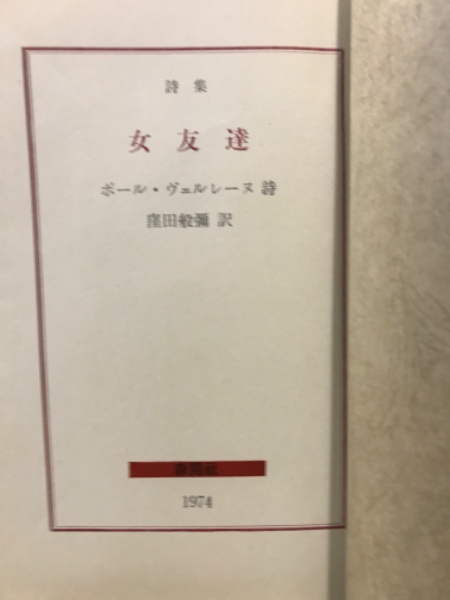 詩集
女友達
ポール・ヴェルレーヌ 詩
窪田般彌 訳
1974